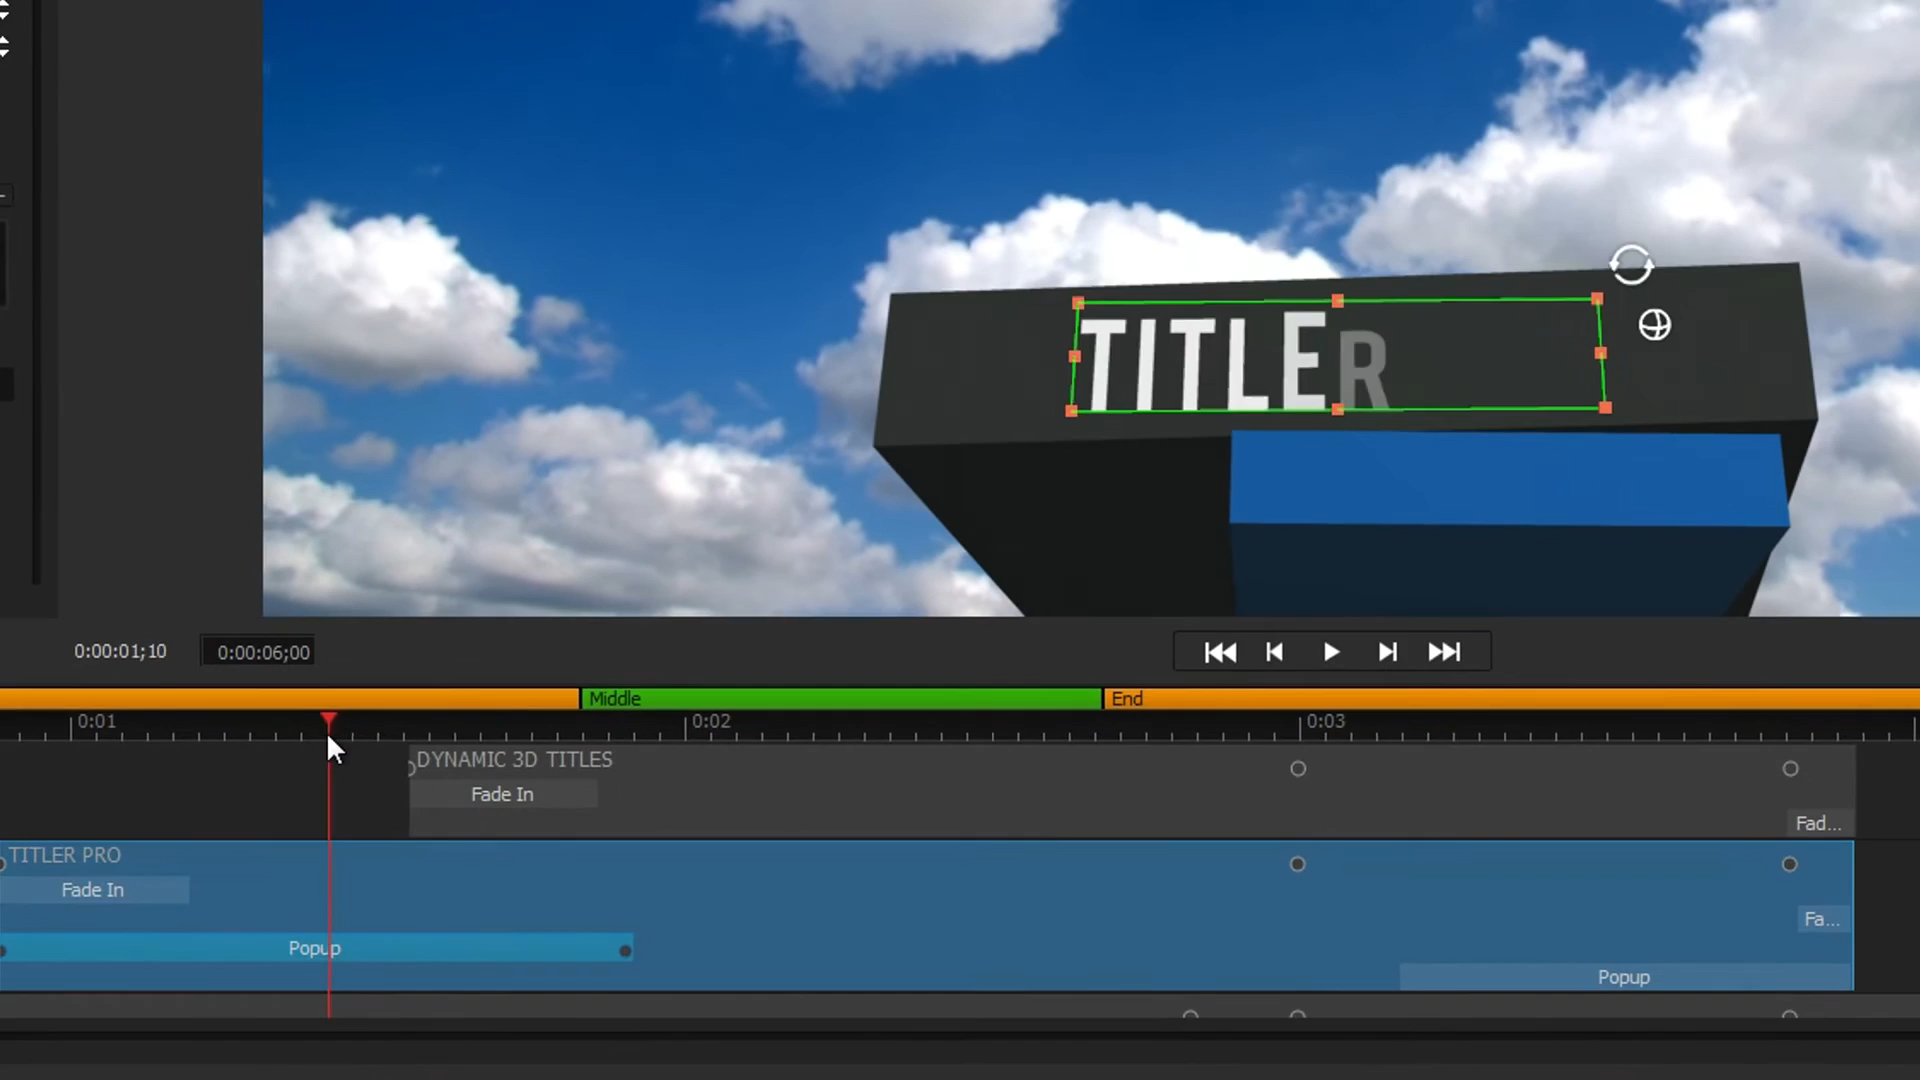 TITLER
0:00:01;10
0:00:06;00
Middle
End
0:01
0:02
0:03
DYNAMIC 3D TITLES
Fade In
Fad...
TITLER PRO
Fade In
Fa...
Popup
Popup